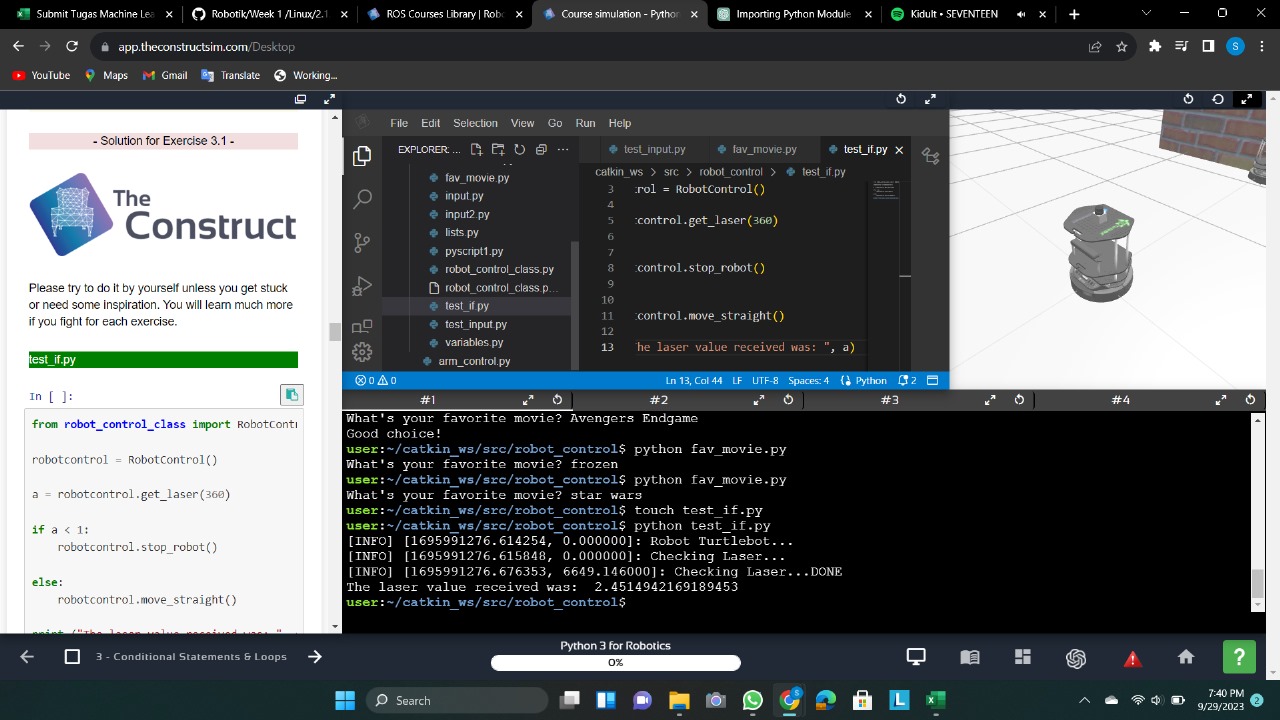 Submit Tugas Machine Lea
Robotik/Week 1 /Linux/2.1
ROS Courses Library | Robo
Course simulation - Python
Importing Python Module
Kidult • SEVENTEEN
app.theconstructsim.com/Desktop
S
YouTube
Maps
Gmail
Translate
Working...
- Solution for Exercise 3.1 -
The
Construct
Please try to do it by yourself unless you get stuck
or need some inspiration. You will learn much more
if you fight for each exercise.
test_if.py
In [ ]:
from robot_control_class import RobotContr
robotcontrol = RobotControl()
a = robotcontrol.get_laser(360)
if a < 1:
robotcontrol.stop_robot()
else:
robotcontrol.move_straight()
print ("The laser value received was: ",
File Edit Selection View Go Run Help
EXPLORER: ...
fav_movie.py
input.py
input2.py
lists.py
pyscript1.py
robot_control_class.py
robot_control_class.p...
test_if.py
test_input.py
variables.py
arm_control.py
test_input.py
fav_movie.py
test_if.py
catkin_ws > src > robot_control > test_if.py
3 :rol = RobotControl()
4
5 :control.get_laser(360)
6
7
8 :control.stop_robot()
9
10
11 :control.move_straight()
12
13 he laser value received was: ", a)
0 0
Ln 13, Col 44 LF UTF-8 Spaces: 4 Python 2
#1
#2
#3
#4
What's your favorite movie? Avengers Endgame
Good choice!
user:~/catkin_ws/src/robot_control$ python fav_movie.py
What's your favorite movie? frozen
user:~/catkin_ws/src/robot_control$ python fav_movie.py
What's your favorite movie? star wars
user:~/catkin_ws/src/robot_control$ touch test_if.py
user:~/catkin_ws/src/robot_control$ python test_if.py
[INFO] [1695991276.614254, 0.000000]: Robot Turtlebot...
[INFO] [1695991276.615848, 0.000000]: Checking Laser...
[INFO] [1695991276.676353, 6649.146000]: Checking Laser...DONE
The laser value received was:  2.4514942169189453
user:~/catkin_ws/src/robot_control$
3 - Conditional Statements & Loops
Python 3 for Robotics
0%
?
Search
S
L
7:40 PM
9/29/2023
2